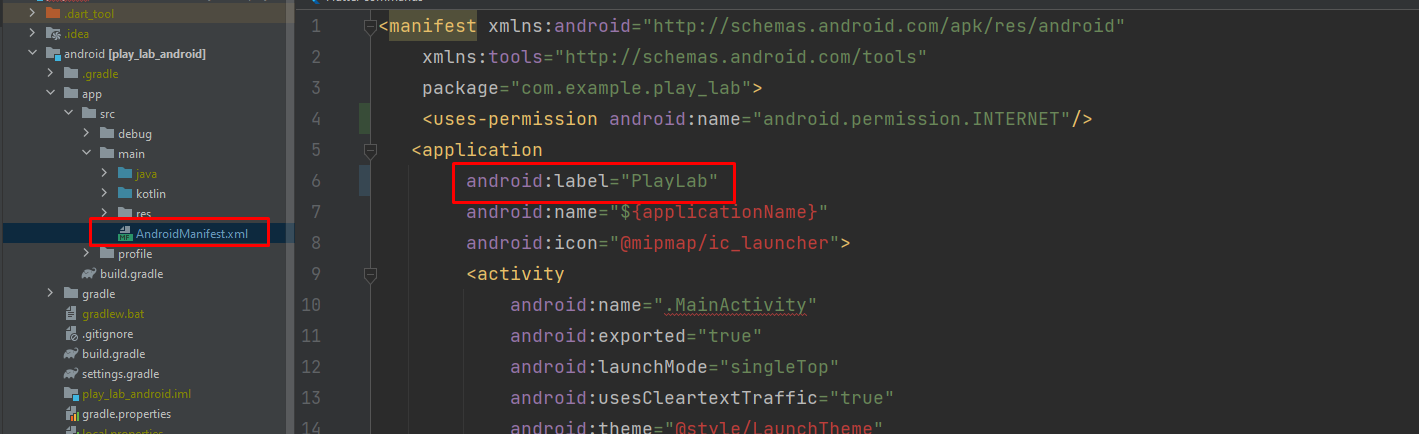 .dart_tool
.idea
android [play_lab_android]
.gradle
app
src
debug
main
java
kotlin
res
AndroidManifest.xml
profile
build.gradle
gradle
gradlew.bat
.gitignore
build.gradle
settings.gradle
play_lab_android.iml
gradle.properties
local.properties
1 <manifest xmlns:android="http://schemas.android.com/apk/res/android"
2 xmlns:tools="http://schemas.android.com/tools"
3 package="com.example.play_lab">
4 <uses-permission android:name="android.permission.INTERNET"/>
5 <application
6 android:label="PlayLab"
7 android:name="${applicationName}"
8 android:icon="@mipmap/ic_launcher">
9 <activity
10 android:name=".MainActivity"
11 android:exported="true"
12 android:launchMode="singleTop"
13 android:usesCleartextTraffic="true"
14 android:theme="@style/LaunchTheme"